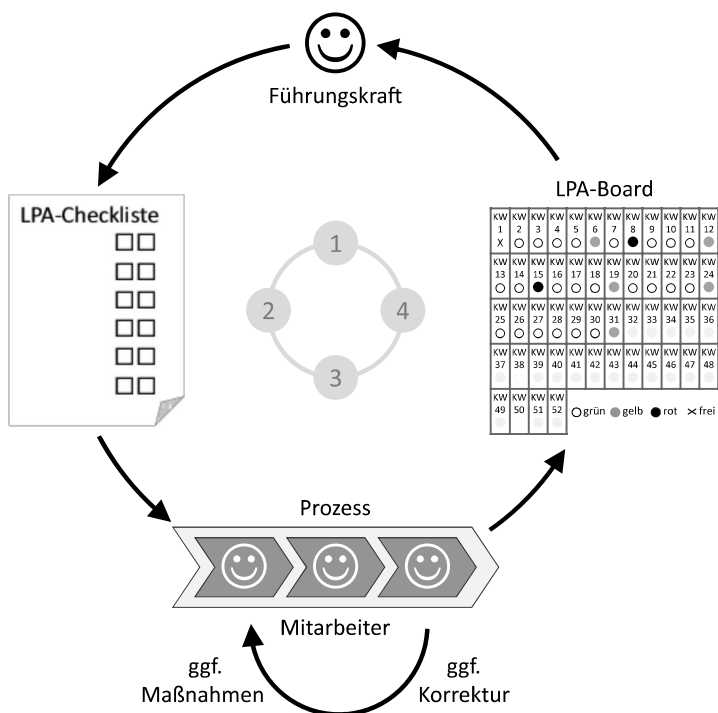 Führungskraft
LPA-Checkliste
LPA-Board
KW KW KW KW KW KW KW KW KW KW KW KW
1 2 3 4 5 6 7 8 9 10 11 12
X
KW KW KW KW KW KW KW KW KW KW KW KW
13 14 15 16 17 18 19 20 21 22 23 24
KW KW KW KW KW KW KW KW KW KW KW KW
25 26 27 28 29 30 31 32 33 34 35 36
KW KW KW KW KW KW KW KW KW KW KW KW
37 38 39 40 41 42 43 44 45 46 47 48
KW KW KW KW
49 50 51 52
grün gelb rot × frei
1
2
4
3
Prozess
Mitarbeiter
ggf.
Maßnahmen
ggf.
Korrektur